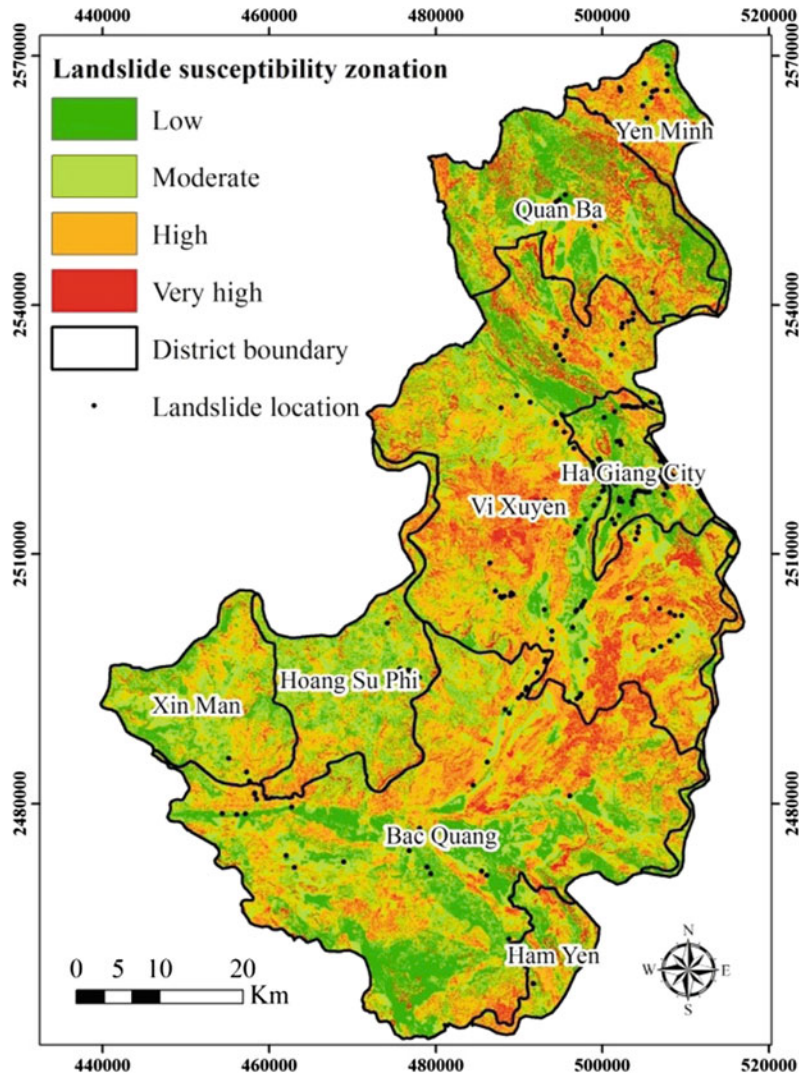 440000 460000 480000 500000 520000
2570000
2570000
Landslide susceptibility zonation
Low
Moderate
High
Very high
District boundary
Landslide location
Yen Minh
Quan Ba
2540000
2540000
Ha Giang City
Vi Xuyen
2510000
2510000
Hoang Su Phi
Xin Man
2480000
2480000
Bac Quang
Ham Yen
0 5 10 20
Km
N
W E
S
440000 460000 480000 500000 520000